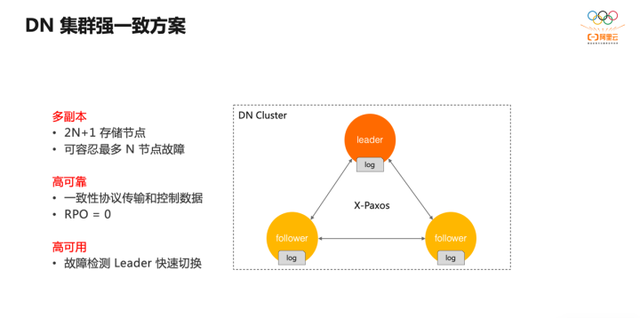 DN 集群强一致方案
阿里云
多副本
• 2N+1 存储节点
• 可容忍最多 N 节点故障
高可靠
• 一致性协议传输和控制数据
• RPO = 0
高可用
• 故障检测 Leader 快速切换
DN Cluster
leader
log
X-Paxos
follower
follower
log
log